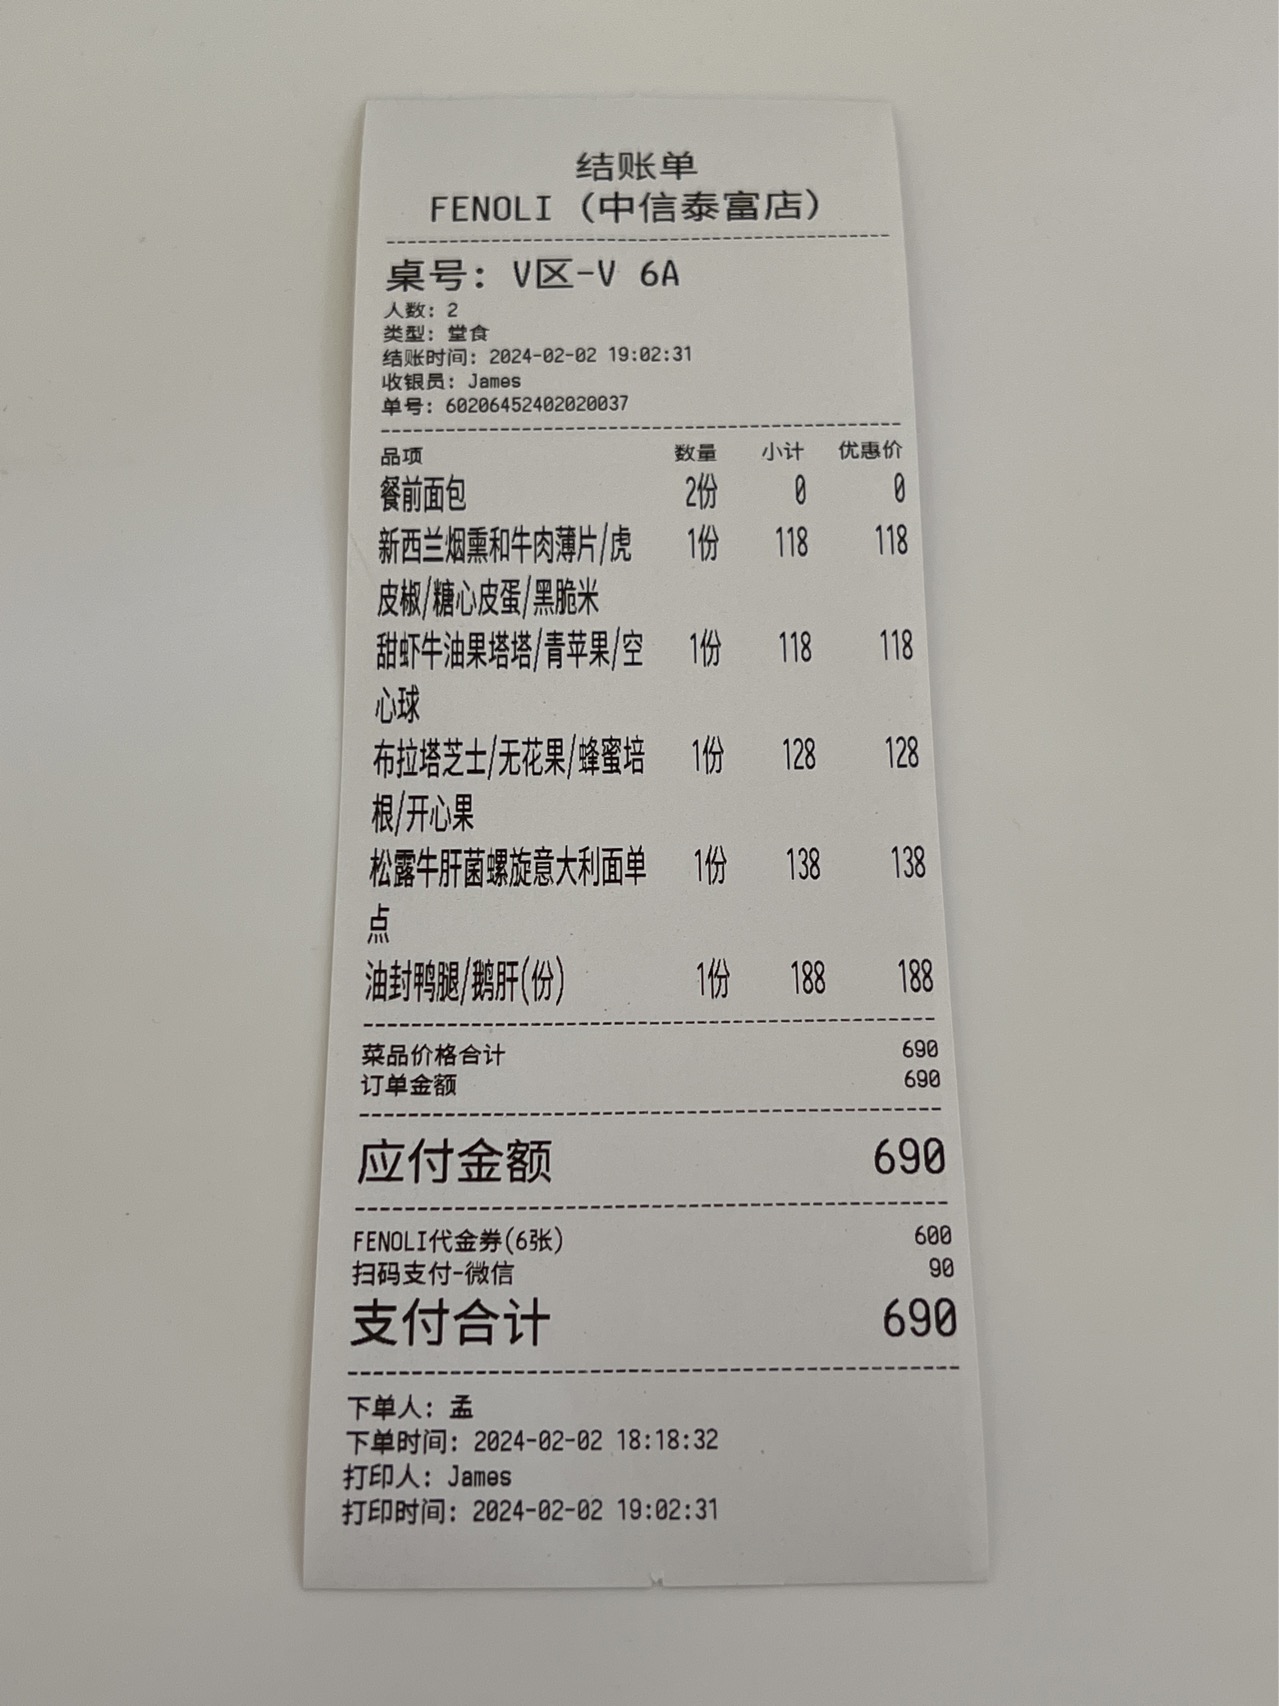 结账单
FENOLI（中信泰富店）
桌号：V区-V 6A
人数：2
类型：堂食
结账时间：2024-02-02 19:02:31
收银员：James
单号：60206452402020037
品项 数量 小计 优惠价
餐前面包 2份 0 0
新西兰烟熏和牛肉薄片/虎 1份 118 118
皮椒/糖心皮蛋/黑脆米
甜虾牛油果塔塔/青苹果/空 1份 118 118
心球
布拉塔芝士/无花果/蜂蜜培 1份 128 128
根/开心果
松露牛肝菌螺旋意大利面单 1份 138 138
点
油封鸭腿/鹅肝(份) 1份 188 188
菜品价格合计 690
订单金额 690
应付金额 690
FENOLI代金券(6张) 600
扫码支付-微信 90
支付合计 690
下单人：孟
下单时间：2024-02-02 18:18:32
打印人：James
打印时间：2024-02-02 19:02:31